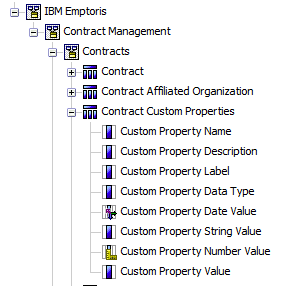 IBM Emptoris
Contract Management
Contracts
Contract
Contract Affiliated Organization
Contract Custom Properties
Custom Property Name
Custom Property Description
Custom Property Label
Custom Property Data Type
Custom Property Date Value
Custom Property String Value
Custom Property Number Value
Custom Property Value